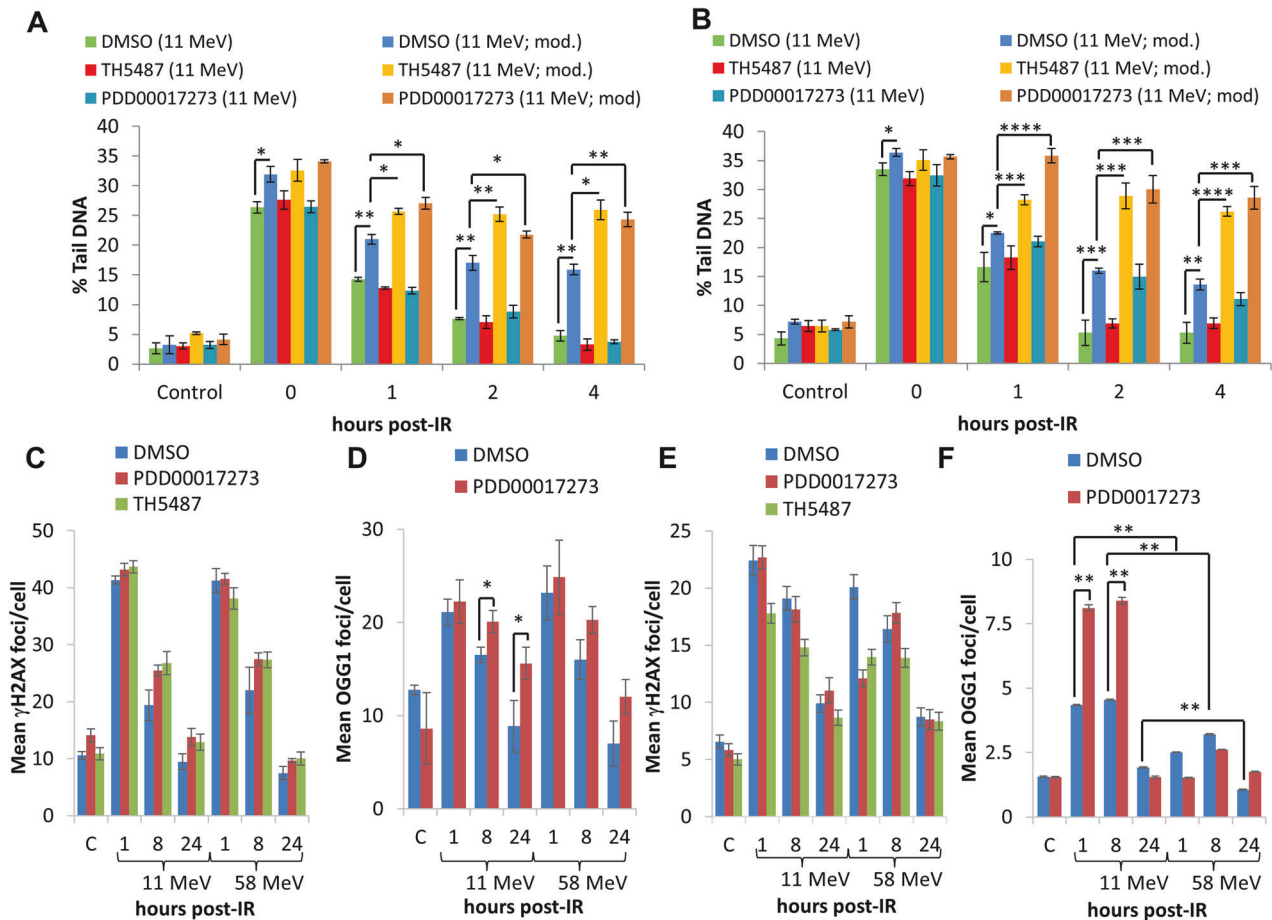 A
DMSO (11 MeV)
DMSO (11 MeV; mod.)
TH5487 (11 MeV)
TH5487 (11 MeV; mod.)
PDD00017273 (11 MeV)
PDD00017273 (11 MeV; mod)
% Tail DNA
40
35
30
25
20
15
10
5
0
* ** * * ** ** * ** * **
Control 0 1 2 4
hours post-IR
B
DMSO (11 MeV)
DMSO (11 MeV; mod.)
TH5487 (11 MeV)
TH5487 (11 MeV; mod.)
PDD00017273 (11 MeV)
PDD00017273 (11 MeV; mod)
% Tail DNA
40
35
30
25
20
15
10
5
0
* * *** **** *** *** *** ** **** ***
Control 0 1 2 4
hours post-IR
C
DMSO
PDD00017273
TH5487
Mean γH2AX foci/cell
50
40
30
20
10
0
C 1 8 24 1 8 24
11 MeV 58 MeV
hours post-IR
D
DMSO
PDD00017273
Mean OGG1 foci/cell
30
20
10
0
* *
C 1 8 24 1 8 24
11 MeV 58 MeV
hours post-IR
E
DMSO
PDD0017273
TH5487
Mean γH2AX foci/cell
25
20
15
10
5
0
C 1 8 24 1 8 24
11 MeV 58 MeV
hours post-IR
F
DMSO
PDD0017273
Mean OGG1 foci/cell
10
7.5
5
2.5
0
** ** ** ** **
C 1 8 24 1 8 24
11 MeV 58 MeV
hours post-IR